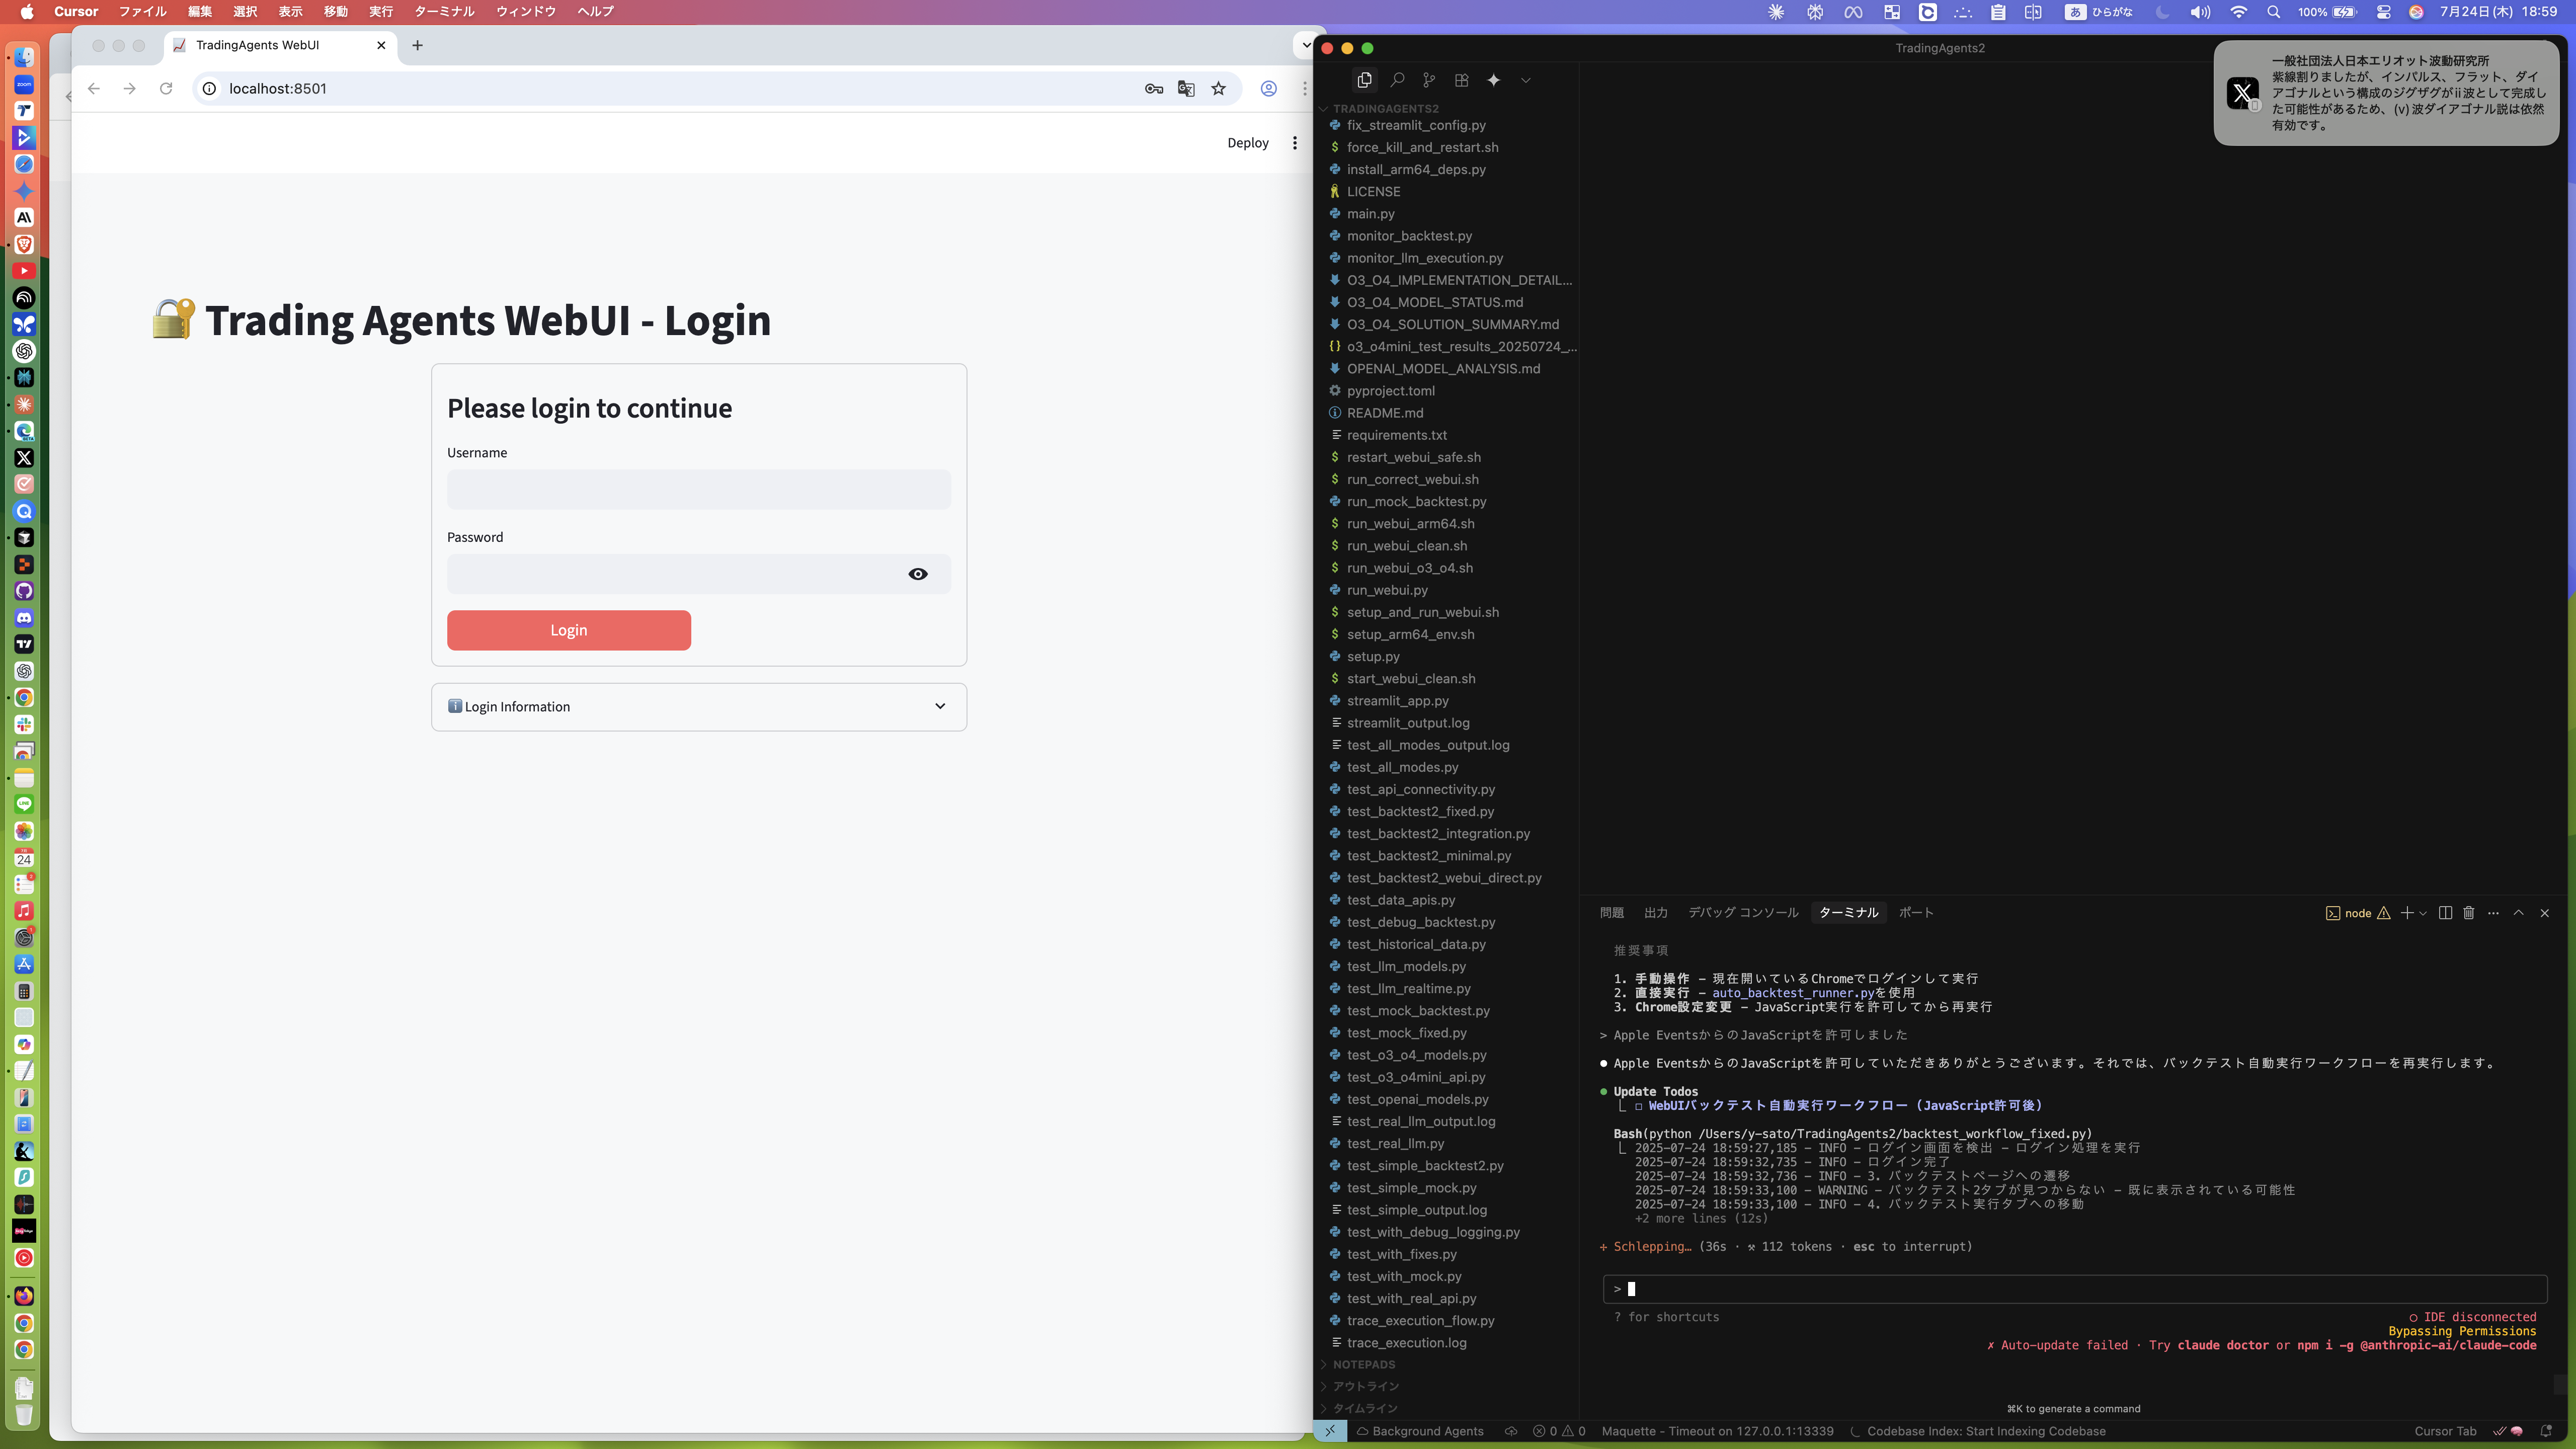 Cursor ファイル 編集 選択 表示 移動 実行 ターミナル ウィンドウ ヘルプ
あ ひらがな 100% 7月24日(木) 18:59
TradingAgents WebUI
localhost:8501
Deploy
Trading Agents WebUI - Login
Please login to continue
Username
Password
Login
Login Information
TradingAgents2
一般社団法人日本エリオット波動研究所
紫線割りましたが、インパルス、フラット、ダイ
アゴナルという構成のジグザグがⅱ波として完成し
た可能性があるため、(v)波ダイアゴナル説は依然
有効です。
TRADINGAGENTS2
fix_streamlit_config.py
force_kill_and_restart.sh
install_arm64_deps.py
LICENSE
main.py
monitor_backtest.py
monitor_llm_execution.py
O3_O4_IMPLEMENTATION_DETAIL...
O3_O4_MODEL_STATUS.md
O3_O4_SOLUTION_SUMMARY.md
o3_o4mini_test_results_20250724_...
OPENAI_MODEL_ANALYSIS.md
pyproject.toml
README.md
requirements.txt
restart_webui_safe.sh
run_correct_webui.sh
run_mock_backtest.py
run_webui_arm64.sh
run_webui_clean.sh
run_webui_o3_o4.sh
run_webui.py
setup_and_run_webui.sh
setup_arm64_env.sh
setup.py
start_webui_clean.sh
streamlit_app.py
streamlit_output.log
test_all_modes_output.log
test_all_modes.py
test_api_connectivity.py
test_backtest2_fixed.py
test_backtest2_integration.py
test_backtest2_minimal.py
test_backtest2_webui_direct.py
test_data_apis.py
test_debug_backtest.py
test_historical_data.py
test_llm_models.py
test_llm_realtime.py
test_mock_backtest.py
test_mock_fixed.py
test_o3_o4_models.py
test_o3_o4mini_api.py
test_openai_models.py
test_real_llm_output.log
test_real_llm.py
test_simple_backtest2.py
test_simple_mock.py
test_simple_output.log
test_with_debug_logging.py
test_with_fixes.py
test_with_mock.py
test_with_real_api.py
trace_execution_flow.py
trace_execution.log
NOTEPADS
アウトライン
タイムライン
問題 出力 デバッグ コンソール ターミナル ポート
node
推奨事項
1. 手動操作 - 現在開いているChromeでログインして実行
2. 直接実行 - auto_backtest_runner.pyを使用
3. Chrome設定変更 - JavaScript実行を許可してから再実行
> Apple EventsからのJavaScriptを許可しました
● Apple EventsからのJavaScriptを許可していただきありがとうございます。それでは、バックテスト自動実行ワークフローを再実行します。
● Update Todos
⎿ ☐ WebUIバックテスト自動実行ワークフロー (JavaScript許可後)
Bash(python /Users/y-sato/TradingAgents2/backtest_workflow_fixed.py)
⎿ 2025-07-24 18:59:27,185 - INFO - ログイン画面を検出 - ログイン処理を実行
2025-07-24 18:59:32,735 - INFO - ログイン完了
2025-07-24 18:59:32,736 - INFO - 3. バックテストページへの遷移
2025-07-24 18:59:33,100 - WARNING - バックテスト2タブが見つからない - 既に表示されている可能性
2025-07-24 18:59:33,100 - INFO - 4. バックテスト実行タブへの移動
+2 more lines (12s)
✢ Schlepping… (36s · ⚒ 112 tokens · esc to interrupt)
>
? for shortcuts
○ IDE disconnected
Bypassing Permissions
✗ Auto-update failed · Try claude doctor or npm i -g @anthropic-ai/claude-code
⌘K to generate a command
Background Agents 0 0 Maquette - Timeout on 127.0.0.1:13339 Codebase Index: Start Indexing Codebase Cursor Tab
zoom
24
LINE